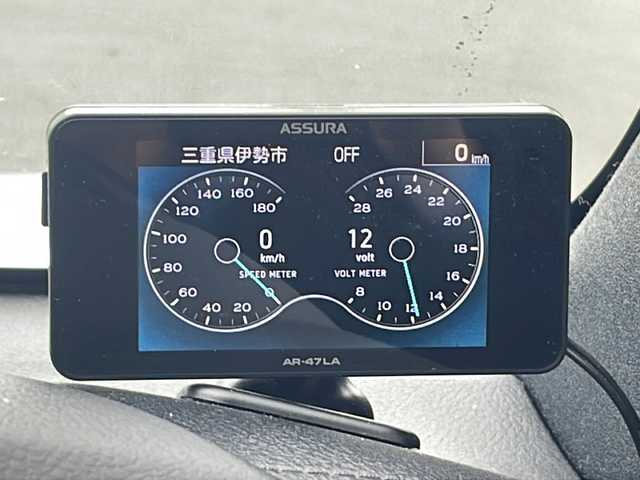 ASSURA
三重県伊勢市 OFF 0 km/h
140 160
120 180
100
80
60
40 20 0
0
km/h
SPEED METER
24
26 22
28 20
18
16
14
8 10 12
12
volt
VOLT METER
AR-47LA